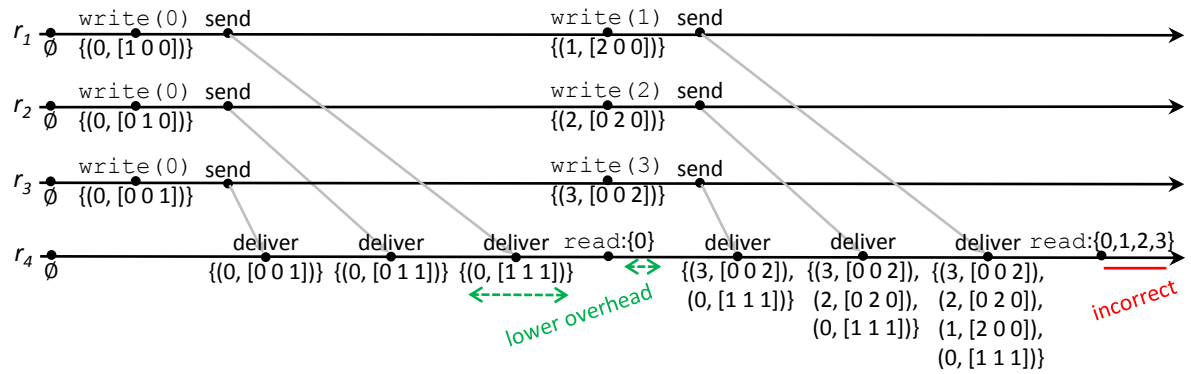 write(0) send write(1) send
r1
∅ {(0, [1 0 0])} {(1, [2 0 0])}
write(0) send write(2) send
r2
∅ {(0, [0 1 0])} {(2, [0 2 0])}
write(0) send write(3) send
r3
∅ {(0, [0 0 1])} {(3, [0 0 2])}
deliver deliver deliver read:{0} deliver deliver deliver read:{0,1,2,3}
r4
∅ {(0, [0 0 1])} {(0, [0 1 1])} {(0, [1 1 1])} {(3, [0 0 2]), {(3, [0 0 2]), {(3, [0 0 2]),
(0, [1 1 1])} (2, [0 2 0]), (2, [0 2 0]),
(0, [1 1 1])} (1, [2 0 0]),
(0, [1 1 1])}
lower overhead
incorrect